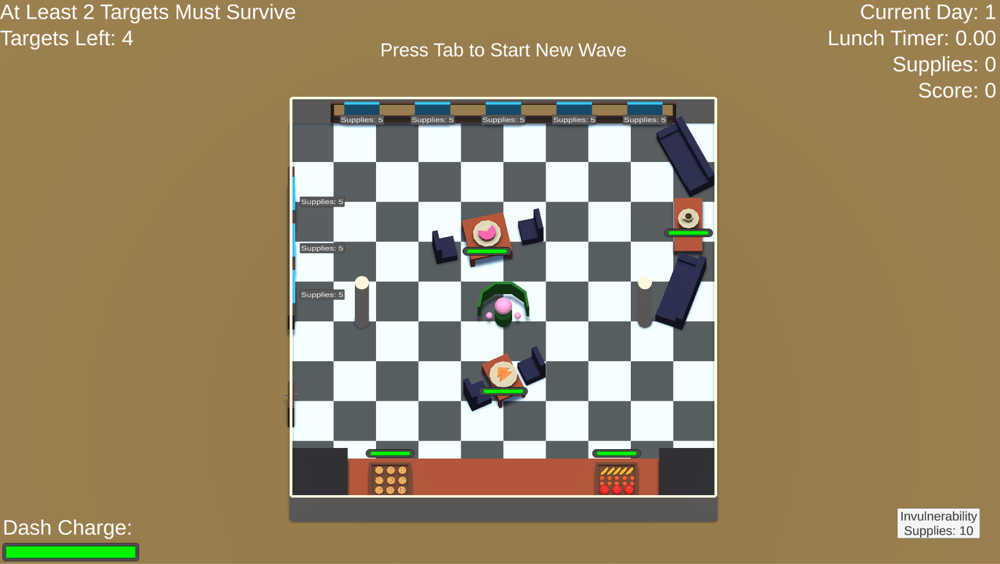 At Least 2 Targets Must Survive
Targets Left: 4
Current Day: 1
Lunch Timer: 0.00
Supplies: 0
Score: 0
Press Tab to Start New Wave
Supplies: 5
Supplies: 5
Supplies: 5
Supplies: 5
Supplies: 5
Supplies: 5
Supplies: 5
Supplies: 5
Dash Charge:
Invulnerability
Supplies: 10